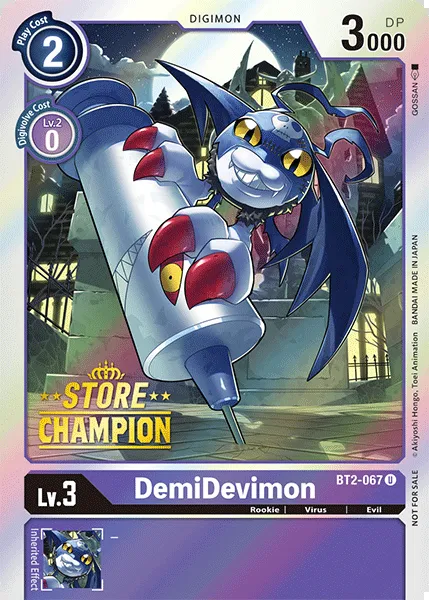 DIGIMON
Play Cost
2
DP
3000
Digivolve Cost
Lv.2
0
GOSSAN
© Akiyoshi Hongo, Toei Animation BANDAI MADE IN JAPAN
NOT FOR SALE
STORE
CHAMPION
Lv.3
DemiDevimon
BT2-067 U
Rookie | Virus | Evil
Inherited Effect
–